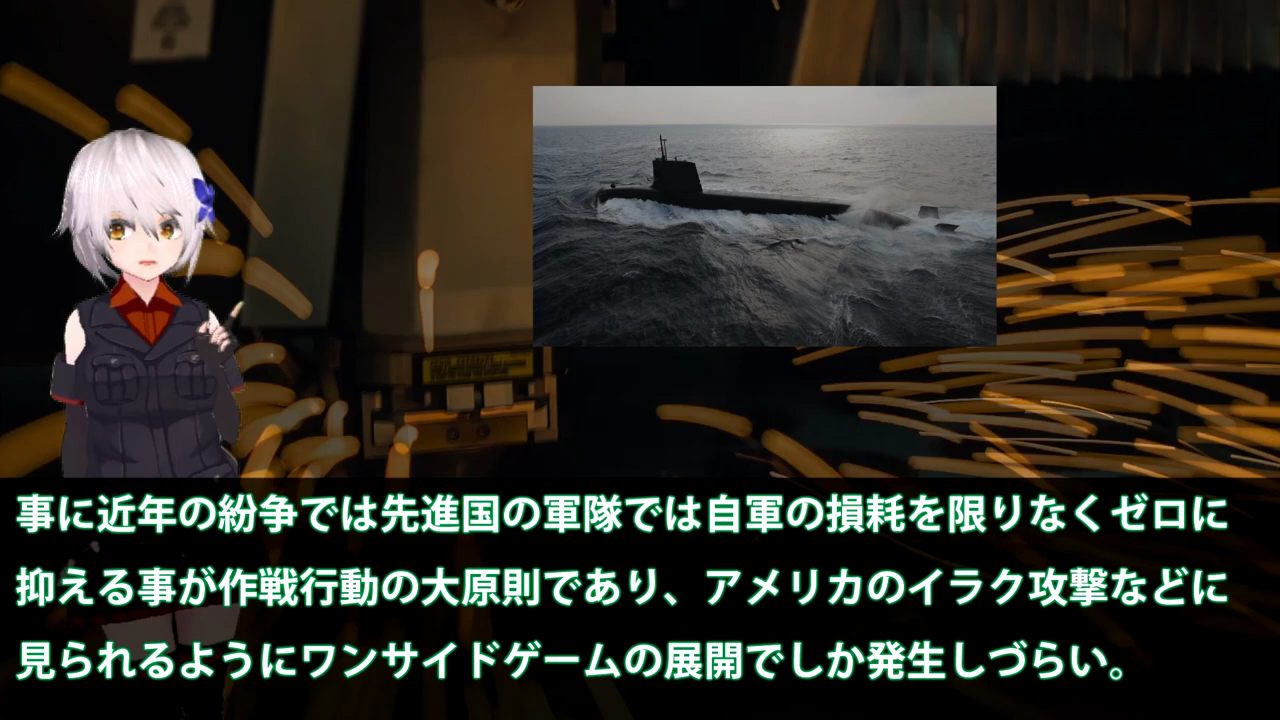 事に近年の紛争では先進国の軍隊では自軍の損耗を限りなくゼロに
抑える事が作戦行動の大原則であり、アメリカのイラク攻撃などに
見られるようにワンサイドゲームの展開でしか発生しづらい。